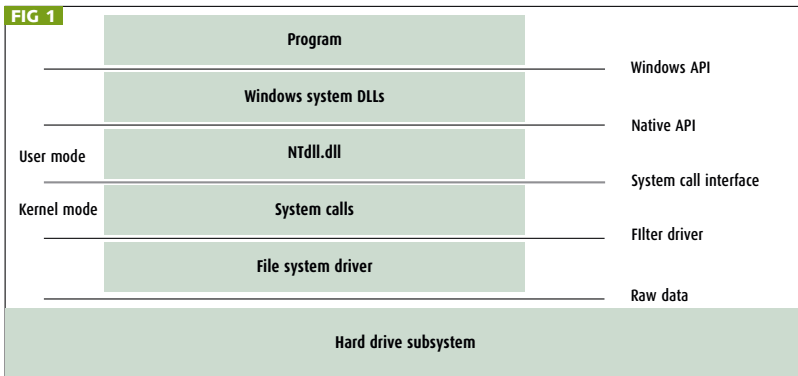 FIG 1
Program
Windows API
Windows system DLLs
Native API
User mode
NTdll.dll
System call interface
Kernel mode
System calls
FIlter driver
File system driver
Raw data
Hard drive subsystem